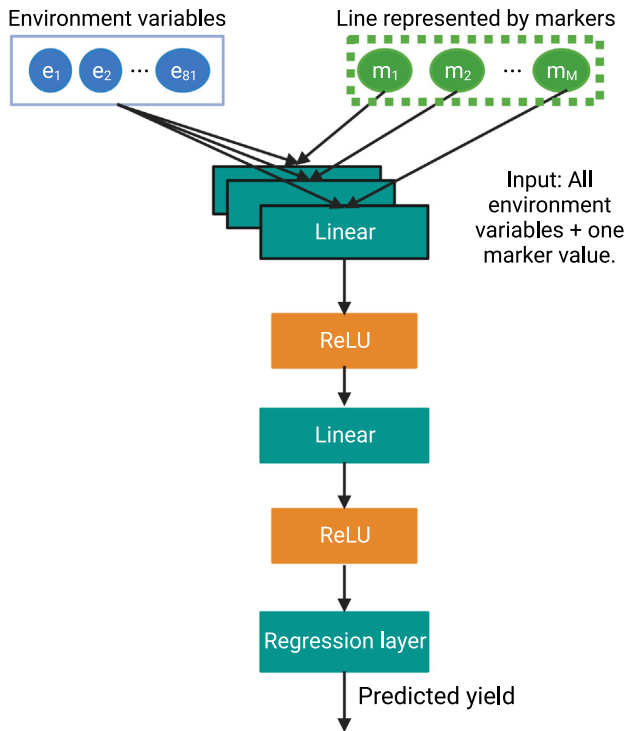 Environment variables
Line represented by markers
e1 e2 ... e81
m1 m2 ... mM
Input: All
environment
variables + one
marker value.
Linear
ReLU
Linear
ReLU
Regression layer
Predicted yield